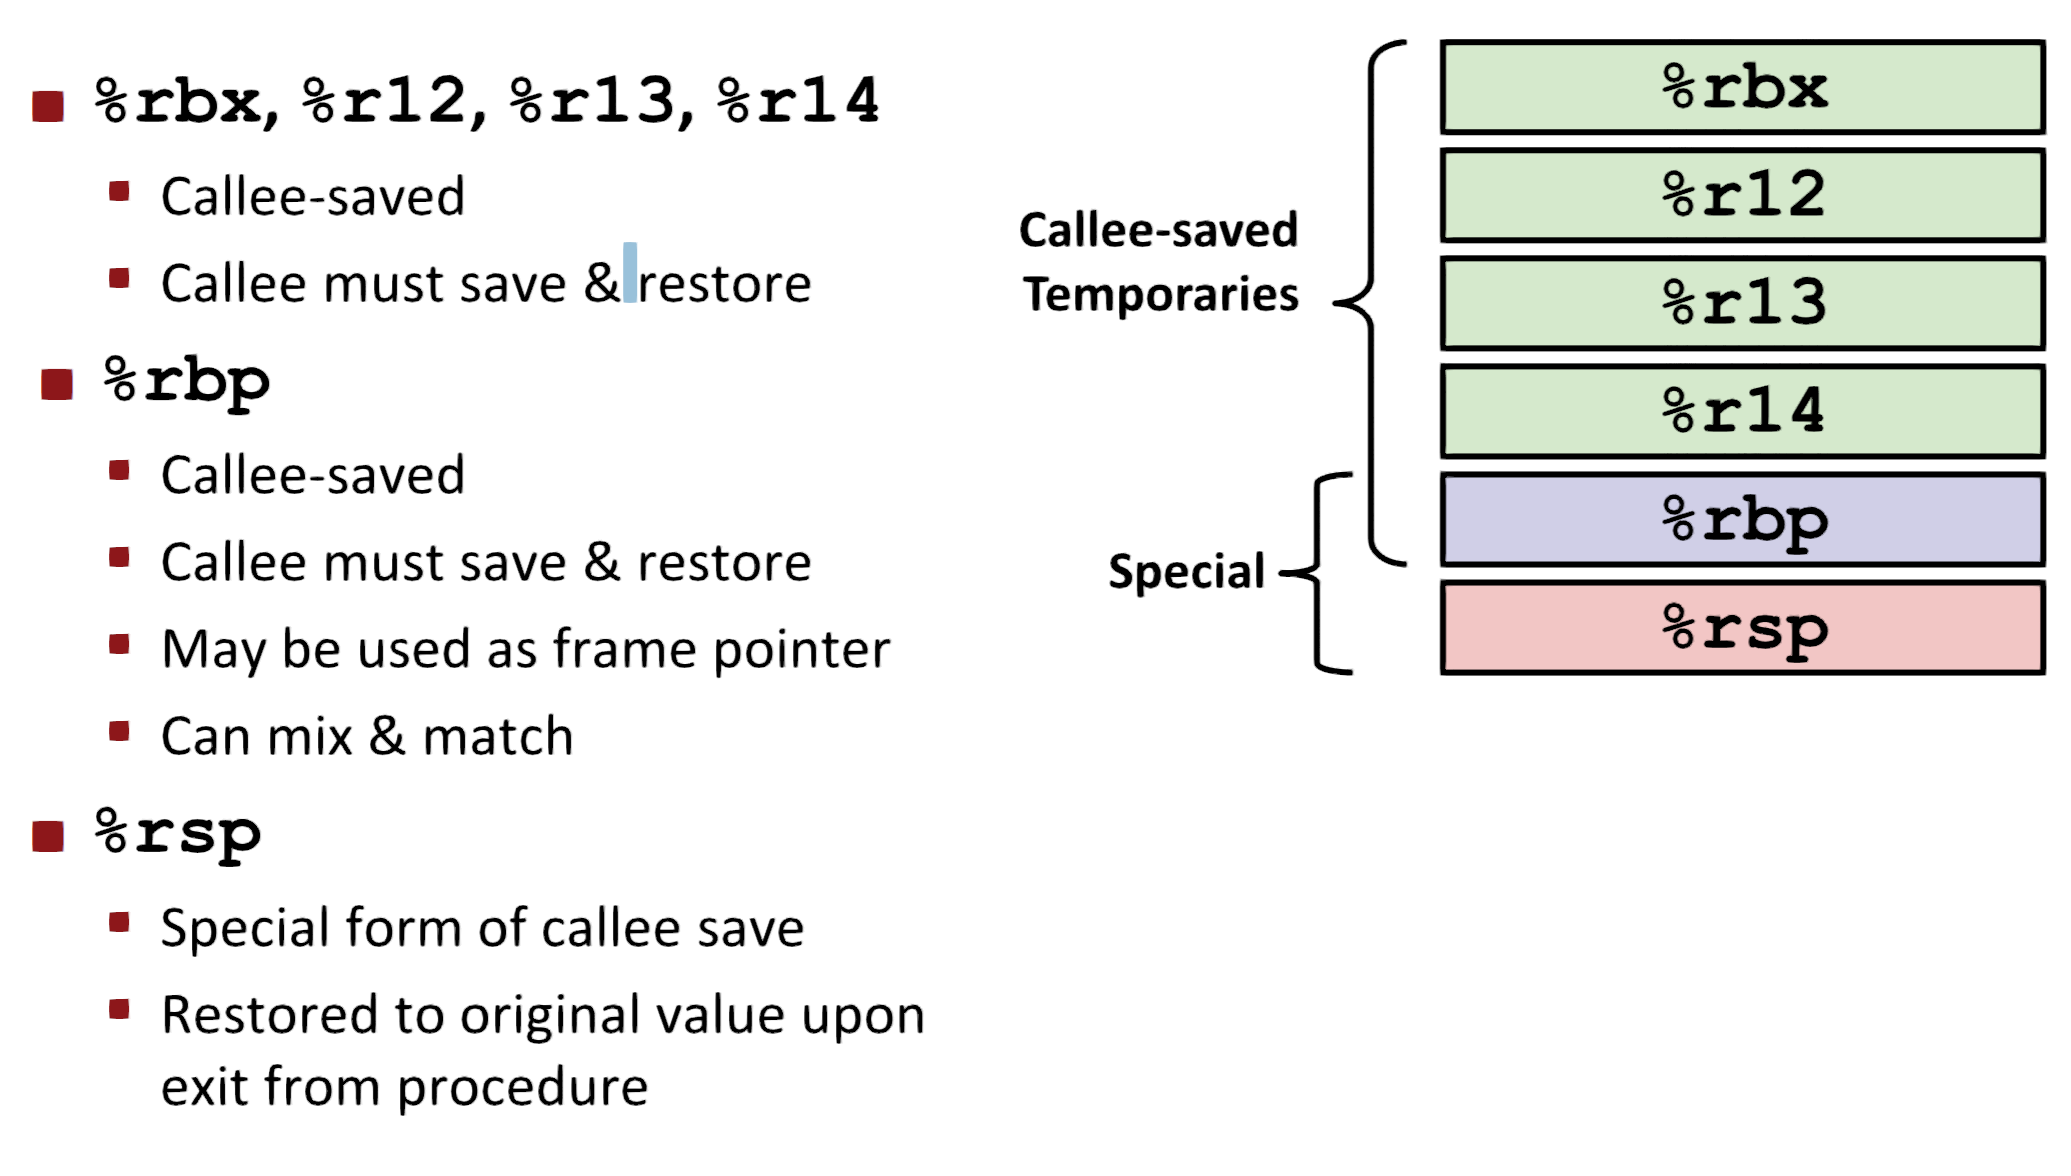 %rbx, %r12, %r13, %r14
Callee-saved
Callee must save & restore
%rbp
Callee-saved
Callee must save & restore
May be used as frame pointer
Can mix & match
%rsp
Special form of callee save
Restored to original value upon
exit from procedure
Callee-saved
Temporaries
Special
%rbx
%r12
%r13
%r14
%rbp
%rsp